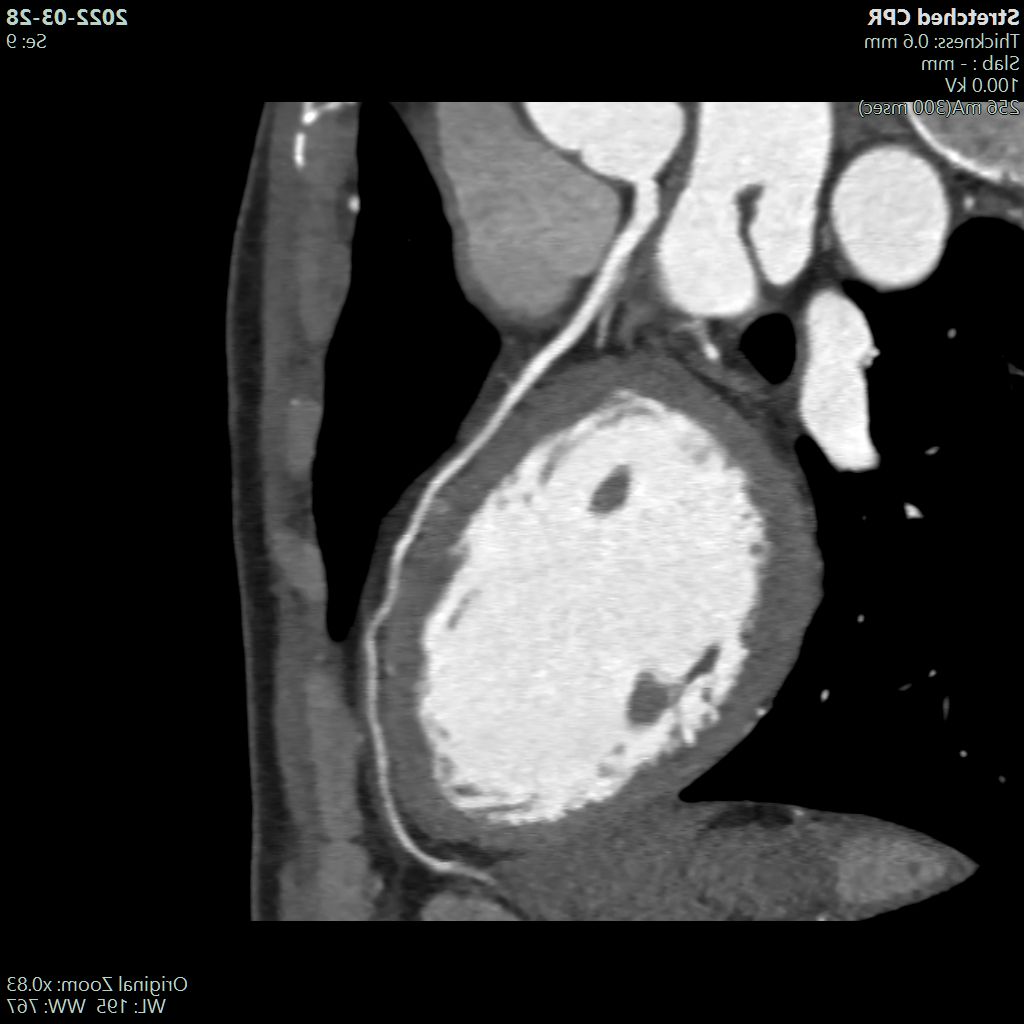 Stretched CPR
Thickness: 0.6 mm
Slab : - mm
100.0 kV
256 mA(300 msec)
2022-03-28
Se: 9
Original Zoom: x0.83
WL: 195 WW: 767